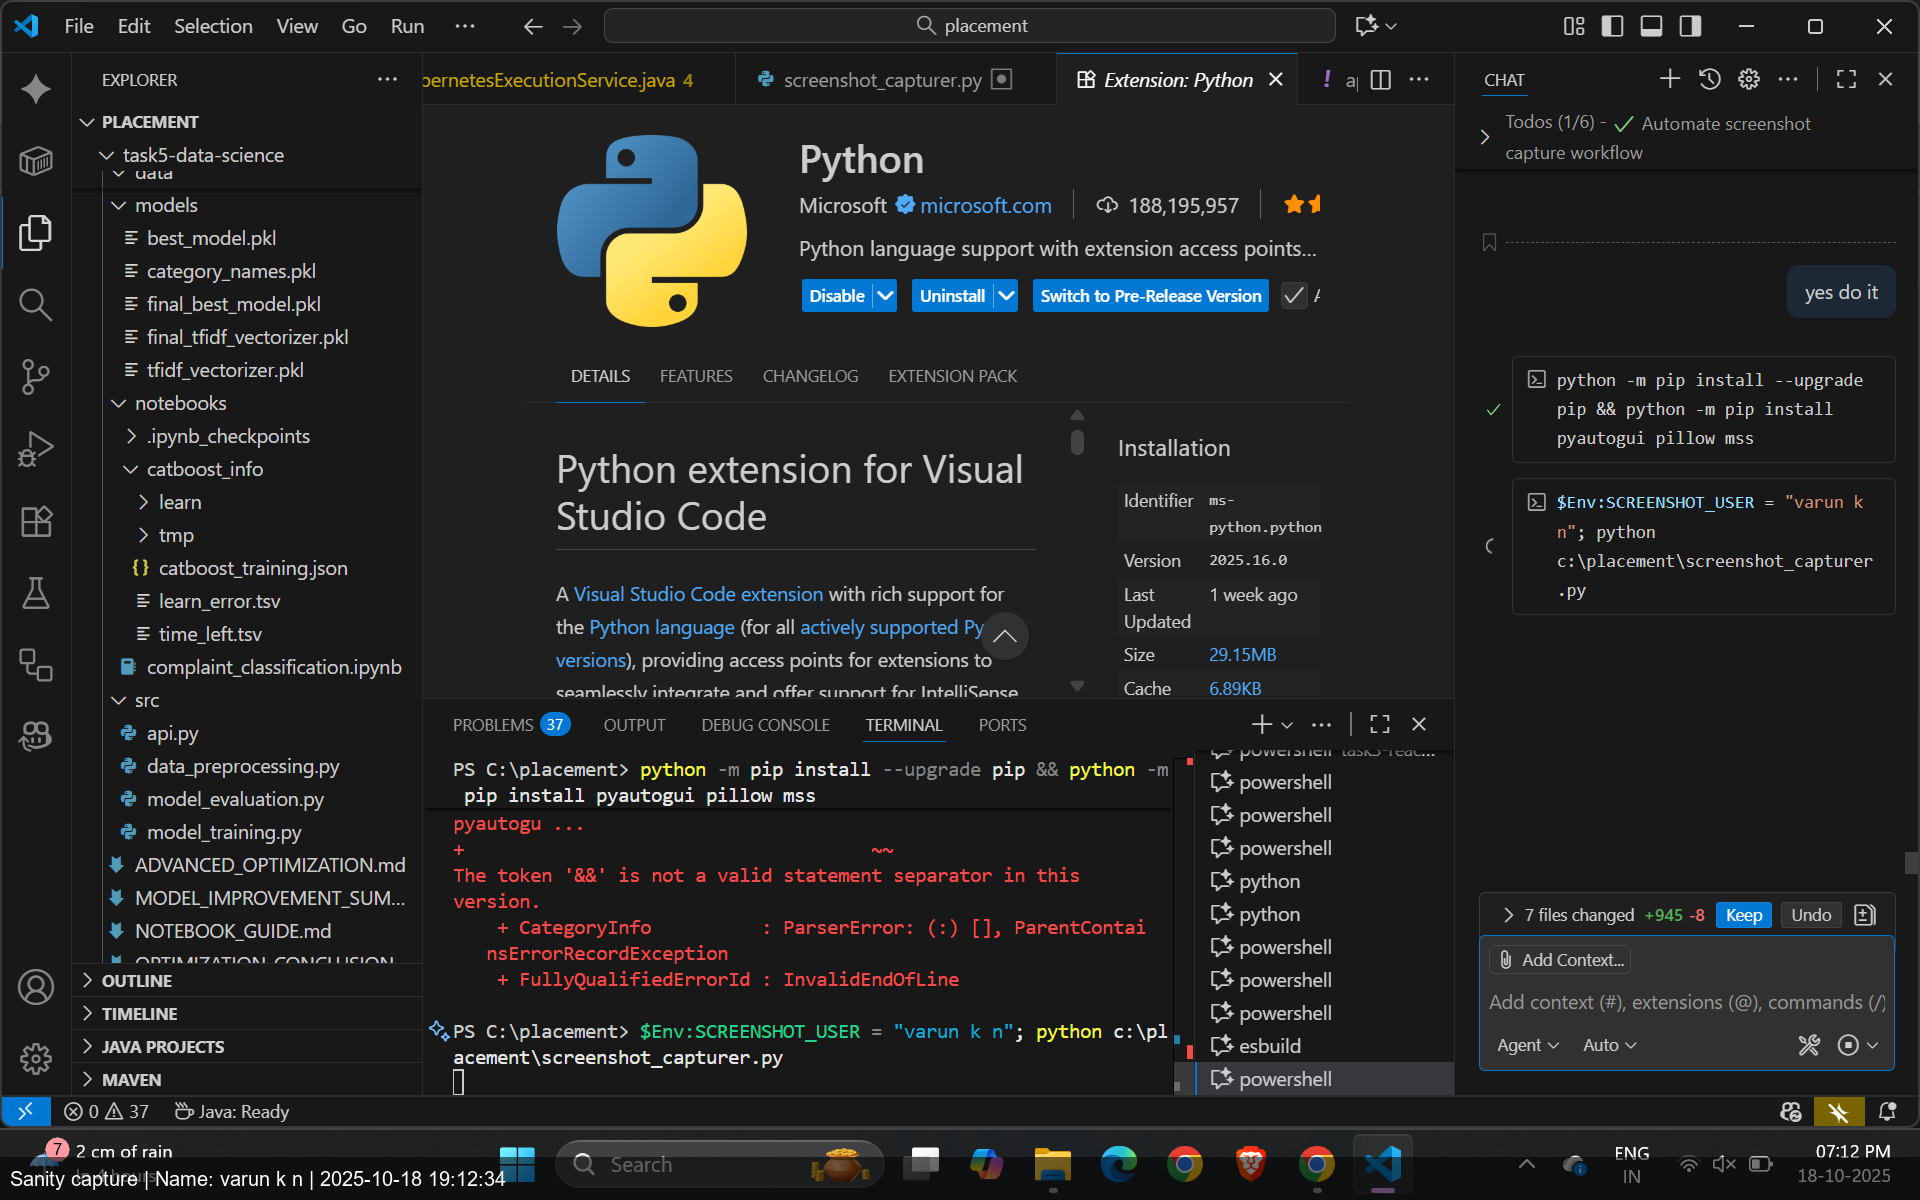 File Edit Selection View Go Run ···
placement
EXPLORER
PLACEMENT
task5-data-science
data
models
best_model.pkl
category_names.pkl
final_best_model.pkl
final_tfidf_vectorizer.pkl
tfidf_vectorizer.pkl
notebooks
.ipynb_checkpoints
catboost_info
learn
tmp
{} catboost_training.json
learn_error.tsv
time_left.tsv
complaint_classification.ipynb
src
api.py
data_preprocessing.py
model_evaluation.py
model_training.py
ADVANCED_OPTIMIZATION.md
MODEL_IMPROVEMENT_SUM...
NOTEBOOK_GUIDE.md
OUTLINE
TIMELINE
JAVA PROJECTS
MAVEN
bernetesExecutionService.java 4
screenshot_capturer.py
Extension: Python
! a
Python
Microsoft microsoft.com 188,195,957
Python language support with extension access points...
Disable Uninstall Switch to Pre-Release Version
DETAILS FEATURES CHANGELOG EXTENSION PACK
Python extension for Visual
Studio Code
A Visual Studio Code extension with rich support for
the Python language (for all actively supported Py
versions), providing access points for extensions to
seamlessly integrate and offer support for IntelliSense
Installation
Identifier ms-
python.python
Version 2025.16.0
Last 1 week ago
Updated
Size 29.15MB
Cache 6.89KB
PROBLEMS 37 OUTPUT DEBUG CONSOLE TERMINAL PORTS
PS C:\placement> python -m pip install --upgrade pip && python -m
pip install pyautogui pillow mss
pyautogu ...
+ ~~
The token '&&' is not a valid statement separator in this
version.
+ CategoryInfo : ParserError: (:) [], ParentContai
nsErrorRecordException
+ FullyQualifiedErrorId : InvalidEndOfLine
PS C:\placement> $Env:SCREENSHOT_USER = "varun k n"; python c:\pl
acement\screenshot_capturer.py
powershell task5-reac...
powershell
powershell
powershell
python
python
powershell
powershell
powershell
esbuild
powershell
CHAT
Todos (1/6) - Automate screenshot
capture workflow
yes do it
python -m pip install --upgrade
pip && python -m pip install
pyautogui pillow mss
$Env:SCREENSHOT_USER = "varun k
n"; python
c:\placement\screenshot_capturer
.py
7 files changed +945 -8 Keep Undo
Add Context...
Add context (#), extensions (@), commands (/)
Agent Auto
0 37 Java: Ready
7 2 cm of rain
In 4 hours
Search
ENG
IN
07:12 PM
18-10-2025
Sanity capture | Name: varun k n | 2025-10-18 19:12:34